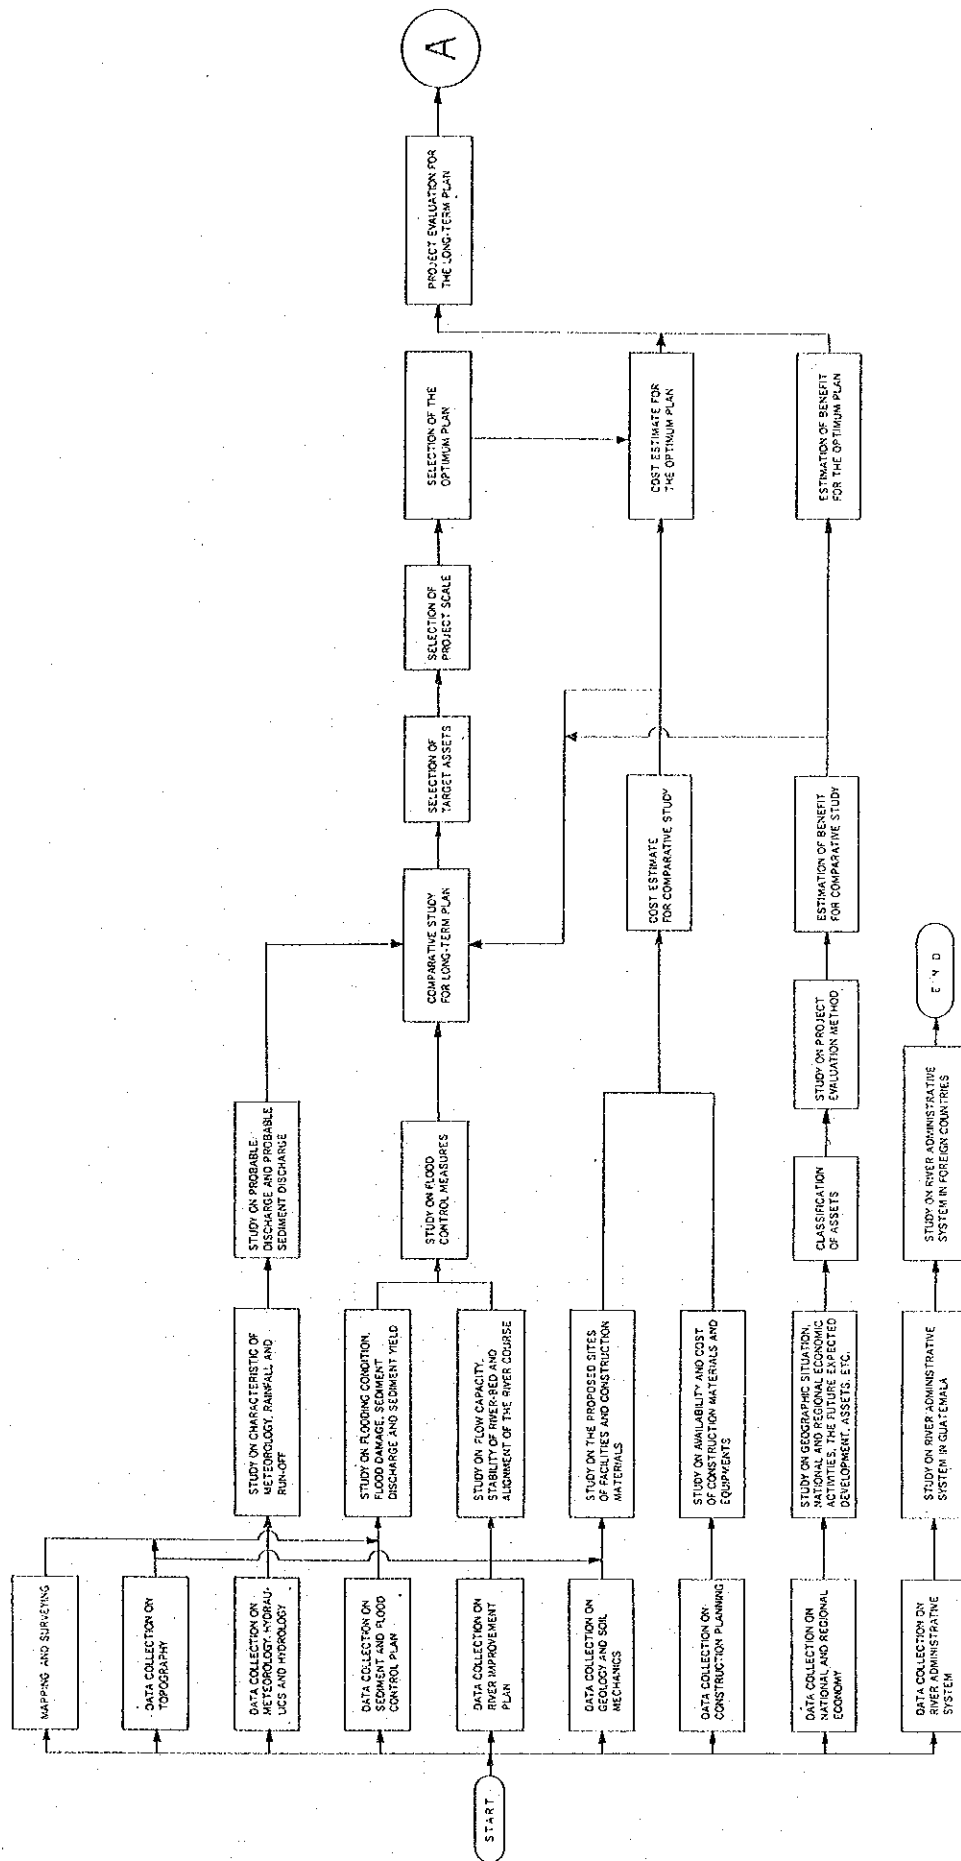 START
MAPPING AND SURVEYING
DATA COLLECTION ON
TOPOGRAPHY
DATA COLLECTION ON
METEOROLOGY, HYDRAU-
LICS AND HYDROLOGY
DATA COLLECTION ON
SEDIMENT AND FLOOD
CONTROL PLAN
DATA COLLECTION ON
RIVER IMPROVEMENT
PLAN
DATA COLLECTION ON
GEOLOGY AND SOIL
MECHANICS
DATA COLLECTION ON
CONSTRUCTION PLANNING
DATA COLLECTION ON
NATIONAL AND REGIONAL
ECONOMY
DATA COLLECTION ON
RIVER ADMINISTRATIVE
SYSTEM
STUDY ON CHARACTERISTIC OF
METEOROLOGY, RAINFALL AND
RUN-OFF
STUDY ON FLOODING CONDITION,
FLOOD DAMAGE, SEDIMENT
DISCHARGE AND SEDIMENT YIELD
STUDY ON FLOW CAPACITY,
STABILITY OF RIVER-BED AND
ALIGNMENT OF THE RIVER COURSE
STUDY ON THE PROPOSED SITES
OF FACILITIES AND CONSTRUCTION
MATERIALS
STUDY ON AVAILABILITY AND COST
OF CONSTRUCTION MATERIALS AND
EQUIPMENTS
STUDY ON GEOGRAPHIC SITUATION,
NATIONAL AND REGIONAL ECONOMIC
ACTIVITIES, THE FUTURE EXPECTED
DEVELOPMENT, ASSETS, ETC.
STUDY ON RIVER ADMINISTRATIVE
SYSTEM IN GUATEMALA
STUDY ON PROBABLE
DISCHARGE AND PROBABLE
SEDIMENT DISCHARGE
STUDY ON FLOOD
CONTROL MEASURES
CLASSIFICATION
OF ASSETS
STUDY ON PROJECT
EVALUATION METHOD
STUDY ON RIVER ADMINISTRATIVE
SYSTEM IN FOREIGN COUNTRIES
END
COMPARATIVE STUDY
FOR LONG-TERM PLAN
COST ESTIMATE
FOR COMPARATIVE STUDY
ESTIMATION OF BENEFIT
FOR COMPARATIVE STUDY
SELECTION OF
TARGET ASSETS
SELECTION OF
PROJECT SCALE
SELECTION OF THE
OPTIMUM PLAN
COST ESTIMATE FOR
THE OPTIMUM PLAN
ESTIMATION OF BENEFIT
FOR THE OPTIMUM PLAN
PROJECT EVALUATION FOR
THE LONG-TERM PLAN
A